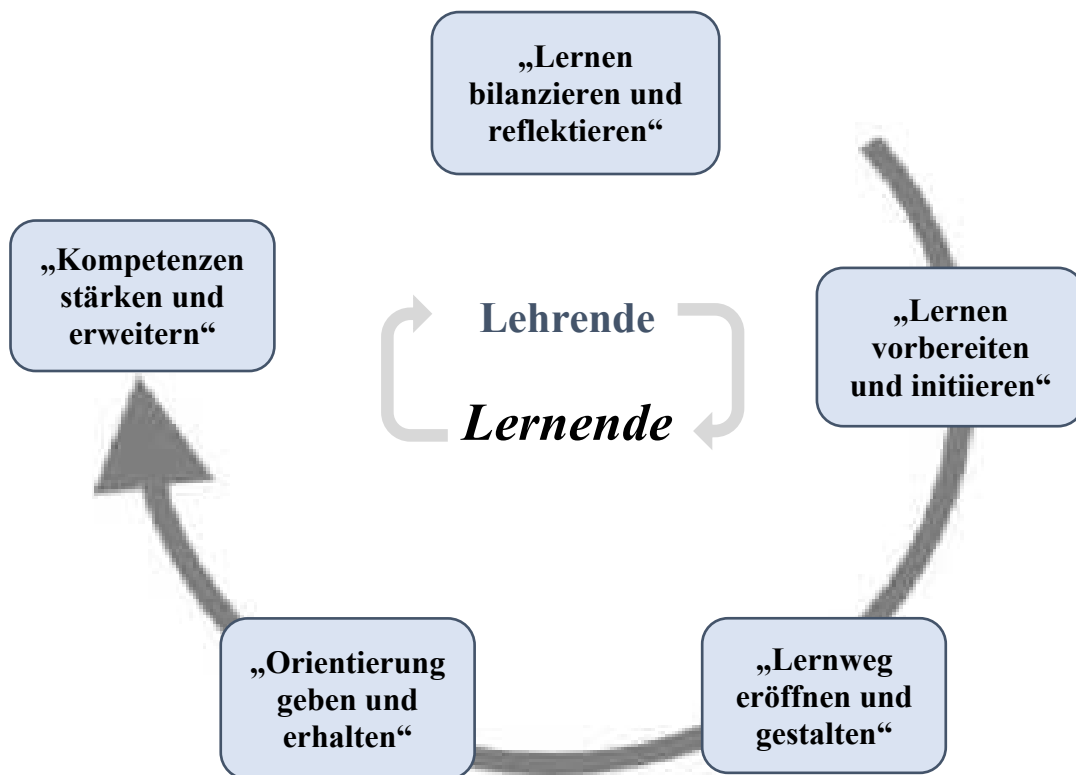 „Lernen
bilanzieren und
reflektieren“
„Kompetenzen
stärken und
erweitern“
Lehrende
Lernende
„Lernen
vorbereiten
und initiieren“
„Orientierung
geben und
erhalten“
„Lernweg
eröffnen und
gestalten“